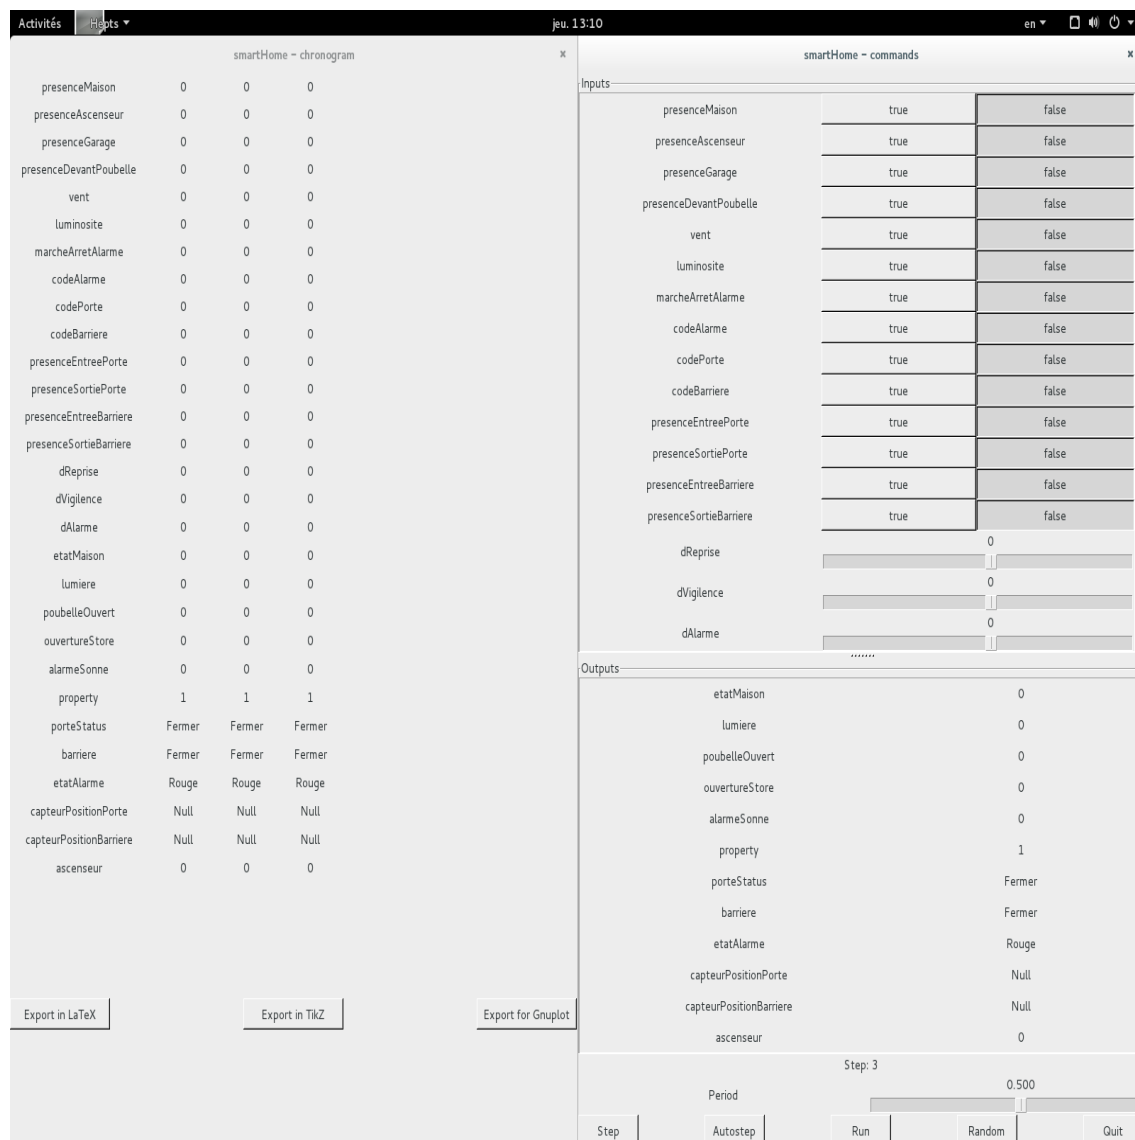 Activités Hepts jeu. 13:10 en
smartHome - chronogram x
presenceMaison 0 0 0
presenceAscenseur 0 0 0
presenceGarage 0 0 0
presenceDevantPoubelle 0 0 0
vent 0 0 0
luminosite 0 0 0
marcheArretAlarme 0 0 0
codeAlarme 0 0 0
codePorte 0 0 0
codeBarriere 0 0 0
presenceEntreePorte 0 0 0
presenceSortiePorte 0 0 0
presenceEntreeBarriere 0 0 0
presenceSortieBarriere 0 0 0
dReprise 0 0 0
dVigilence 0 0 0
dAlarme 0 0 0
etatMaison 0 0 0
lumiere 0 0 0
poubelleOuvert 0 0 0
ouvertureStore 0 0 0
alarmeSonne 0 0 0
property 1 1 1
porteStatus Fermer Fermer Fermer
barriere Fermer Fermer Fermer
etatAlarme Rouge Rouge Rouge
capteurPositionPorte Null Null Null
capteurPositionBarriere Null Null Null
ascenseur 0 0 0
Export in LaTeX Export in TikZ Export for Gnuplot
smartHome - commands x
Inputs
presenceMaison true false
presenceAscenseur true false
presenceGarage true false
presenceDevantPoubelle true false
vent true false
luminosite true false
marcheArretAlarme true false
codeAlarme true false
codePorte true false
codeBarriere true false
presenceEntreePorte true false
presenceSortiePorte true false
presenceEntreeBarriere true false
presenceSortieBarriere true false
dReprise 0
dVigilence 0
dAlarme 0
Outputs
etatMaison 0
lumiere 0
poubelleOuvert 0
ouvertureStore 0
alarmeSonne 0
property 1
porteStatus Fermer
barriere Fermer
etatAlarme Rouge
capteurPositionPorte Null
capteurPositionBarriere Null
ascenseur 0
Step: 3
Period 0.500
Step Autostep Run Random Quit